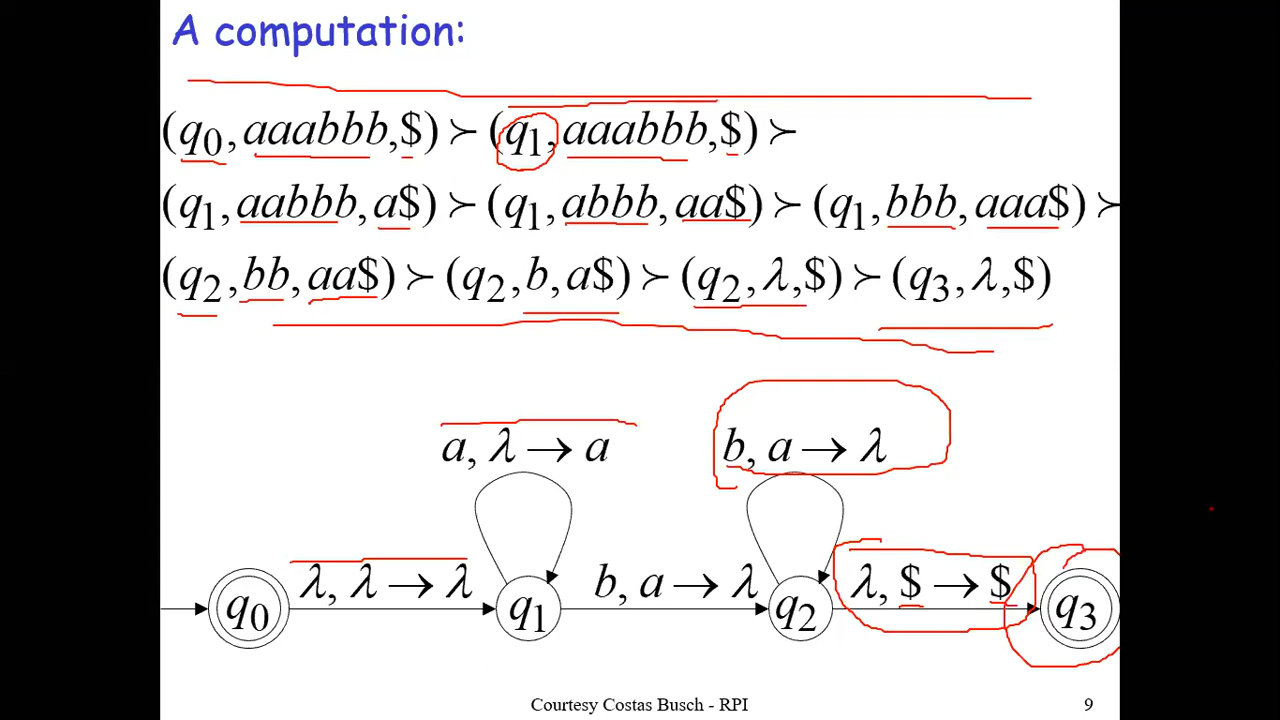 A computation:
(q0, aaabbb, $) ≻ (q1, aaabbb, $) ≻
(q1, aabbb, a$) ≻ (q1, abbb, aa$) ≻ (q1, bbb, aaa$) ≻
(q2, bb, aa$) ≻ (q2, b, a$) ≻ (q2, λ, $) ≻ (q3, λ, $)
a, λ → a b, a → λ
λ, λ → λ b, a → λ λ, $ → $
q0 q1 q2 q3
Courtesy Costas Busch - RPI 9